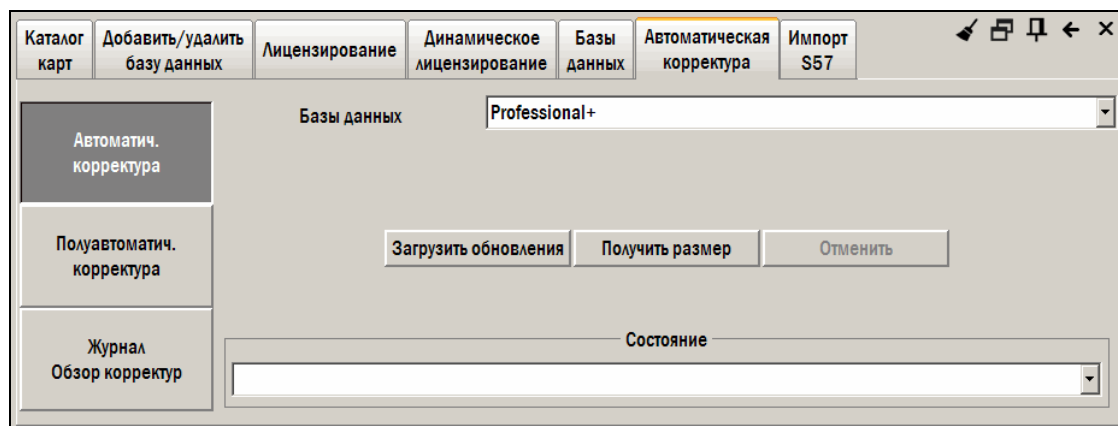 Каталог карт
Добавить/удалить базу данных
Лицензирование
Динамическое лицензирование
Базы данных
Автоматическая корректура
Импорт S57
Автоматич.
корректура
Базы данных
Professional+
Полуавтоматич.
корректура
Загрузить обновления
Получить размер
Отменить
Журнал
Обзор корректур
Состояние